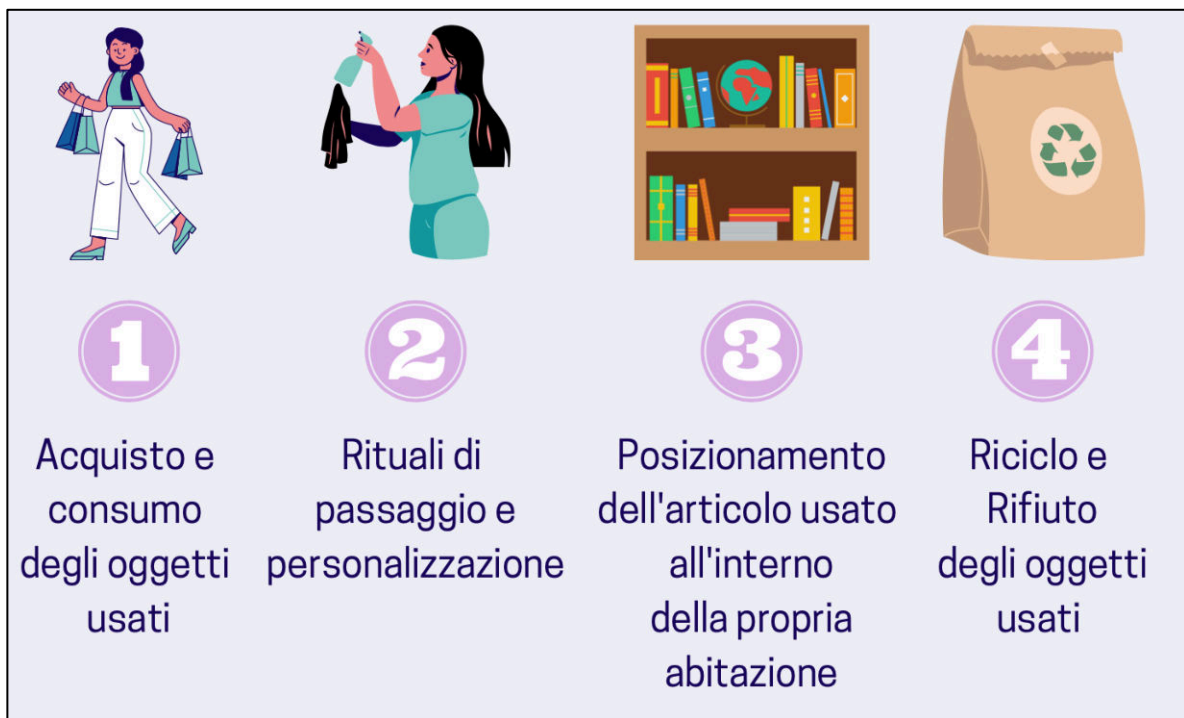 1
Acquisto e
consumo
degli oggetti
usati
2
Rituali di
passaggio e
personalizzazione
3
Posizionamento
dell'articolo usato
all'interno
della propria
abitazione
4
Riciclo e
Rifiuto
degli oggetti
usati